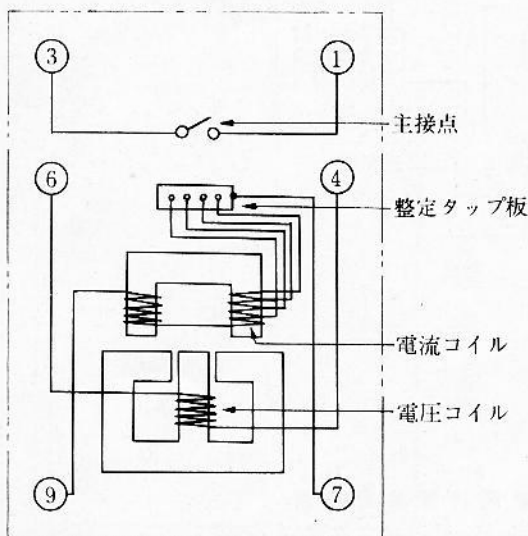 ③ ①
主接点
⑥ ④
整定タップ板
電流コイル
電圧コイル
⑨ ⑦